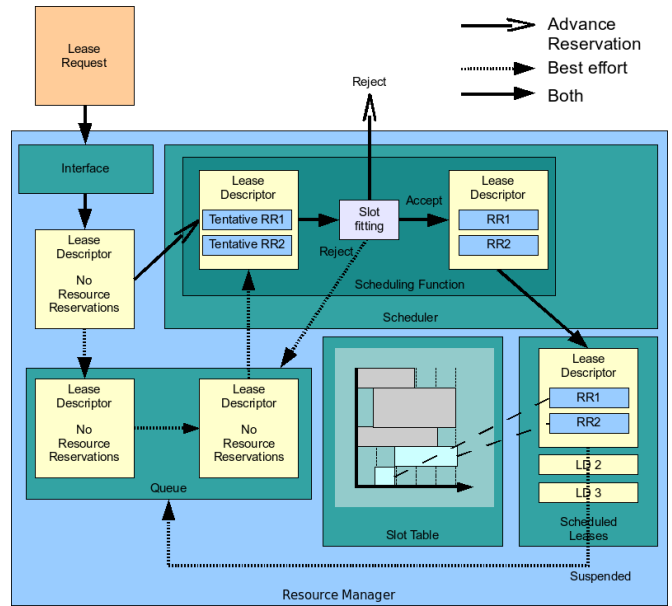 Lease
Request
Advance
Reservation
Best effort
Both
Reject
Interface
Lease
Descriptor
Tentative RR1
Tentative RR2
Slot
fitting
Accept
Reject
Lease
Descriptor
RR1
RR2
Scheduling Function
Scheduler
Lease
Descriptor
No
Resource
Reservations
Lease
Descriptor
No
Resource
Reservations
Lease
Descriptor
No
Resource
Reservations
Queue
Slot Table
Lease
Descriptor
RR1
RR2
LD 2
LD 3
Scheduled
Leases
Suspended
Resource Manager